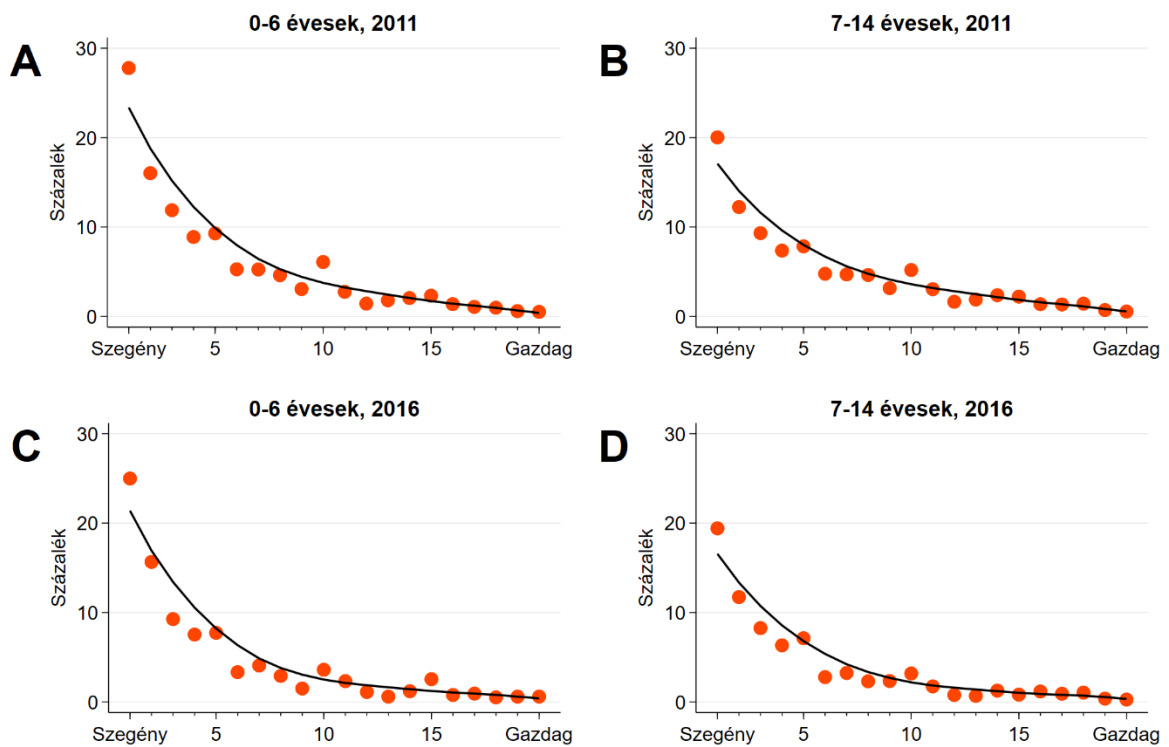 A
0-6 évesek, 2011
Százalék
30
20
10
0
Szegény 5 10 15 Gazdag
B
7-14 évesek, 2011
Százalék
30
20
10
0
Szegény 5 10 15 Gazdag
C
0-6 évesek, 2016
Százalék
30
20
10
0
Szegény 5 10 15 Gazdag
D
7-14 évesek, 2016
Százalék
30
20
10
0
Szegény 5 10 15 Gazdag